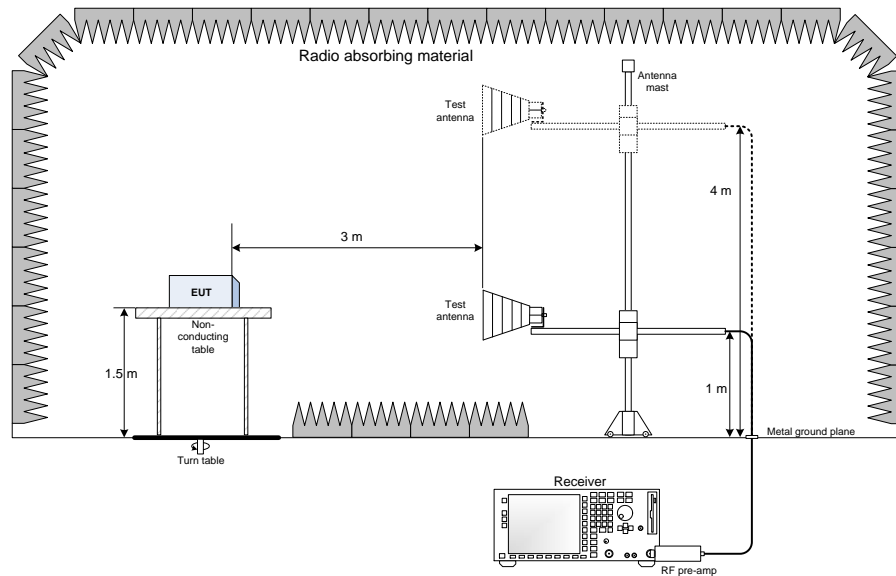 Radio absorbing material
Antenna
mast
Test
antenna
4 m
3 m
EUT
Test
antenna
Non-
conducting
table
1.5 m
1 m
Metal ground plane
Turn table
Receiver
RF pre-amp